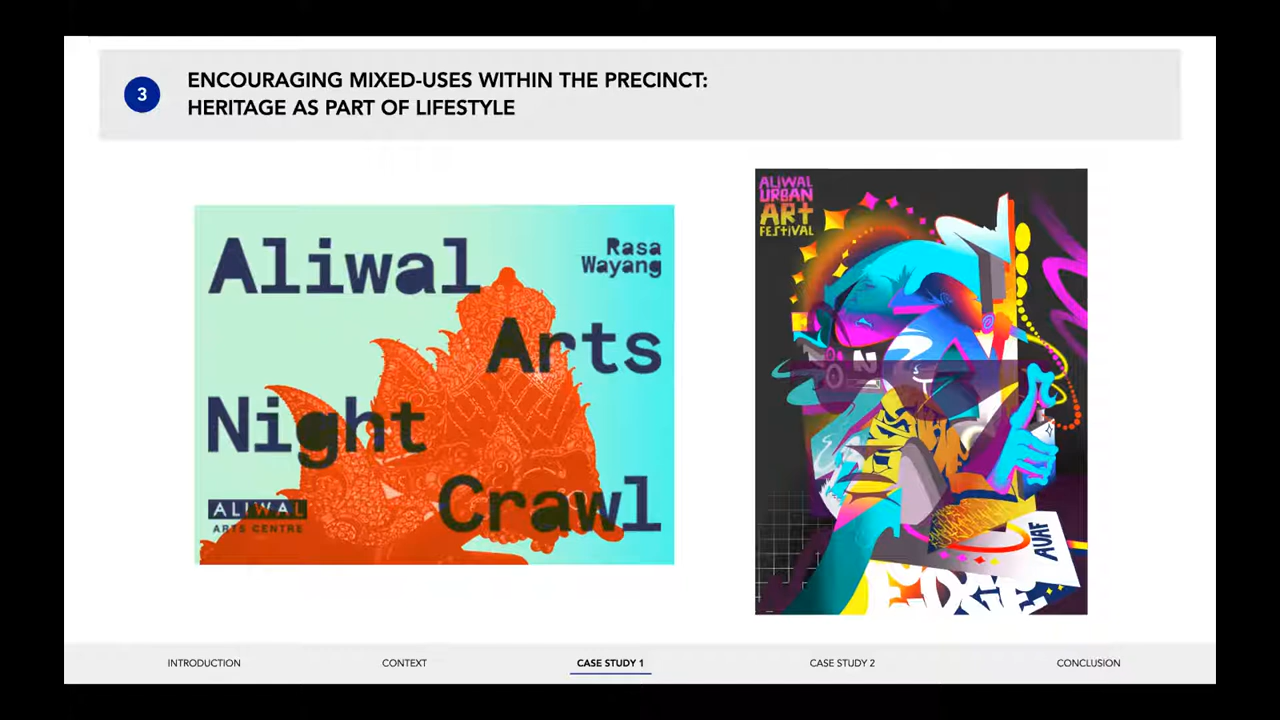 3
ENCOURAGING MIXED-USES WITHIN THE PRECINCT:
HERITAGE AS PART OF LIFESTYLE
Aliwal
Rasa
Wayang
Arts
Night
Crawl
ALIWAL
ARTS CENTRE
ALIWAL
URBAN
ART
FESTIVAL
AUAF
EDGE
INTRODUCTION
CONTEXT
CASE STUDY 1
CASE STUDY 2
CONCLUSION